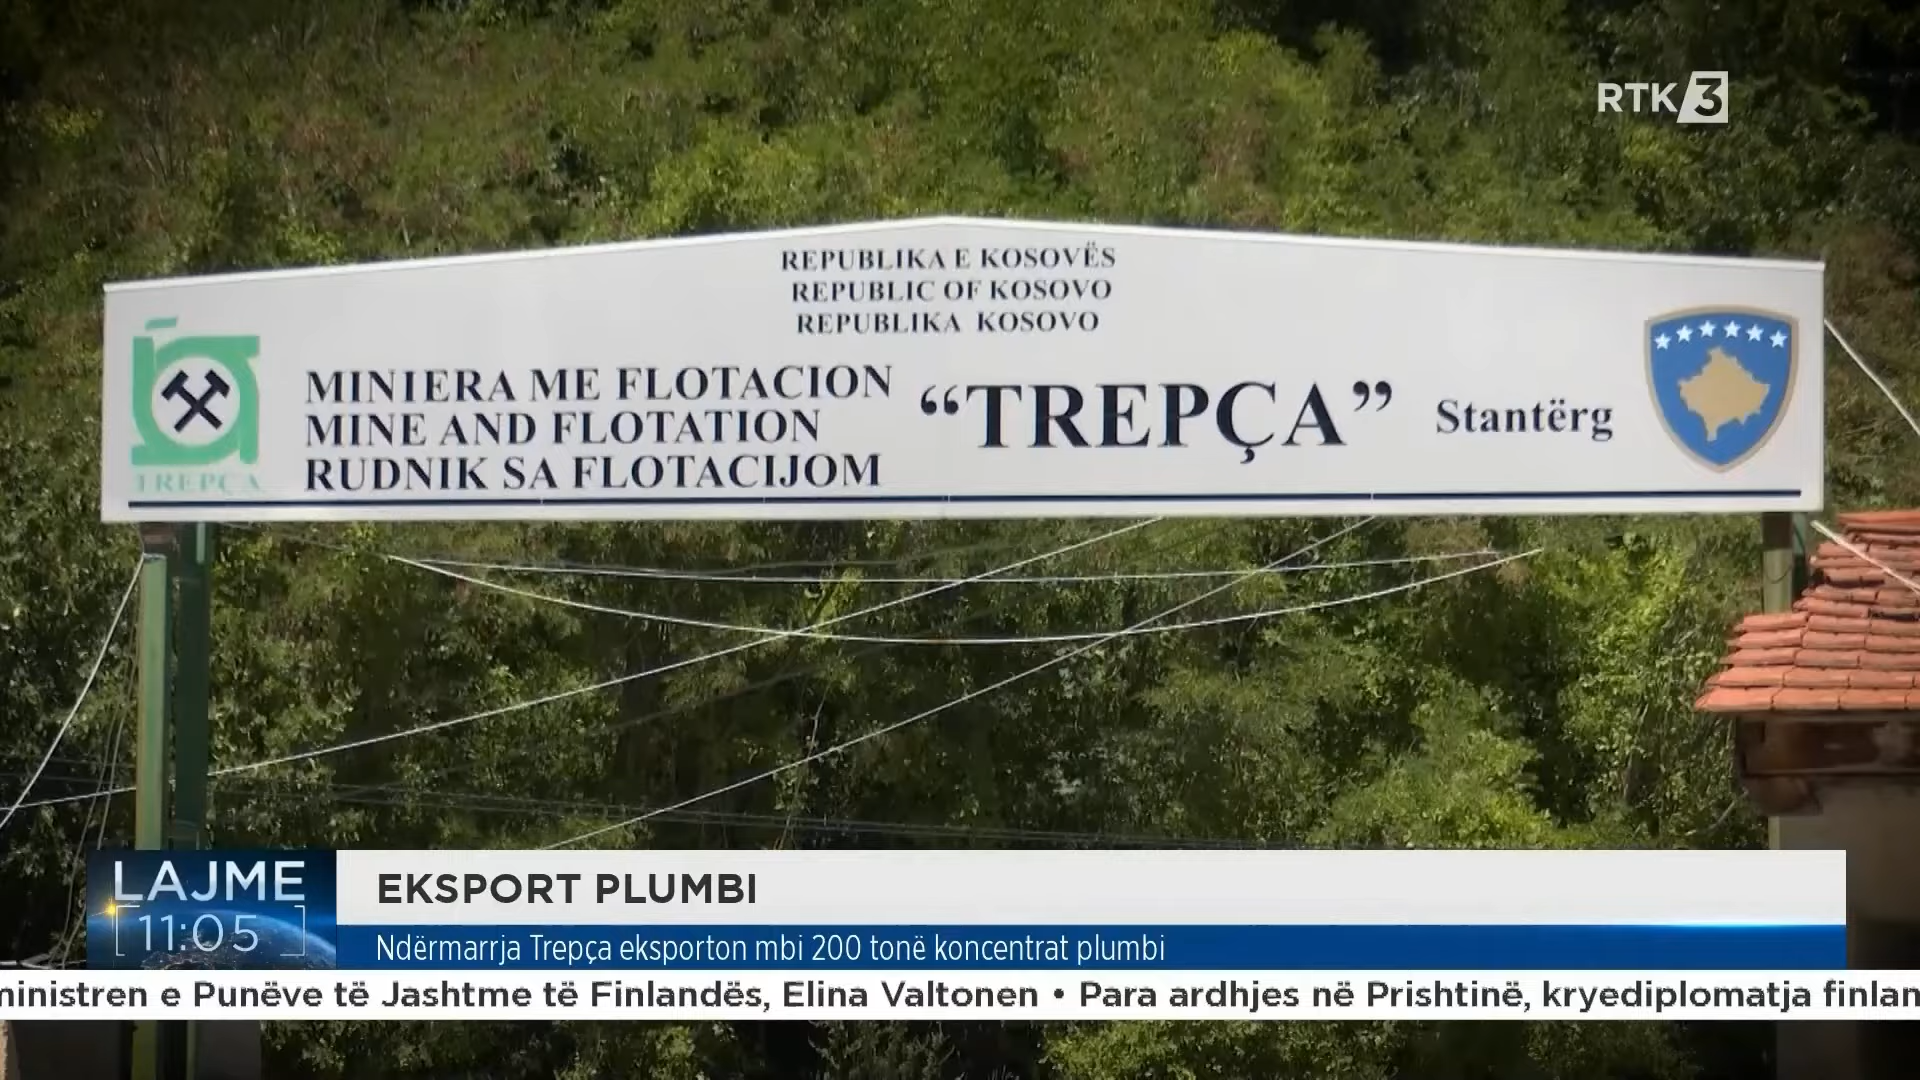 RTK 3
REPUBLIKA E KOSOVËS
REPUBLIC OF KOSOVO
REPUBLIKA KOSOVO
MINIERA ME FLOTACION
MINE AND FLOTATION
RUDNIK SA FLOTACIJOM
“TREPÇA” Stantërg
TREPÇA
LAJME
11:05
EKSPORT PLUMBI
Ndërmarrja Trepça eksporton mbi 200 tonë koncentrat plumbi
ministren e Punëve të Jashtme të Finlandës, Elina Valtonen • Para ardhjes në Prishtinë, kryediplomatja finlan